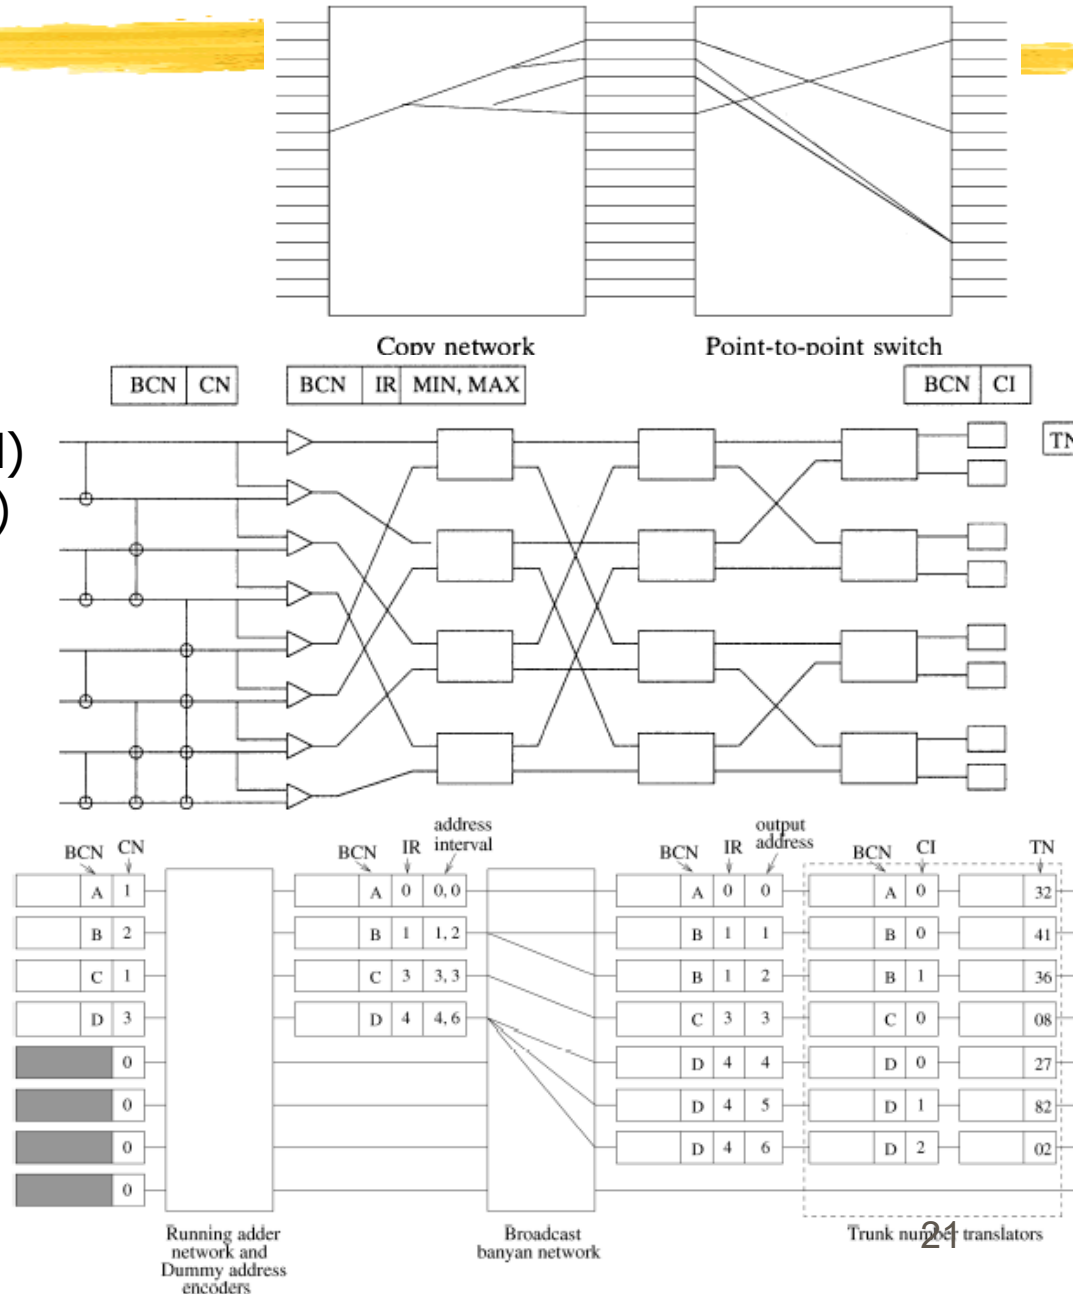 Copy network Point-to-point switch
BCN CN BCN IR MIN, MAX BCN CI
TN
)
)
address interval
output address
BCN CN BCN IR BCN IR BCN CI TN
A 1 A 0 0, 0 A 0 0 A 0 32
B 2 B 1 1, 2 B 1 1 B 0 41
C 1 C 3 3, 3 B 1 2 B 1 36
D 3 D 4 4, 6 C 3 3 C 0 08
0 D 4 4 D 0 27
0 D 4 5 D 1 82
0 D 4 6 D 2 02
0
Running adder
network and
Dummy address
encoders
Broadcast
banyan network
Trunk number translators
21